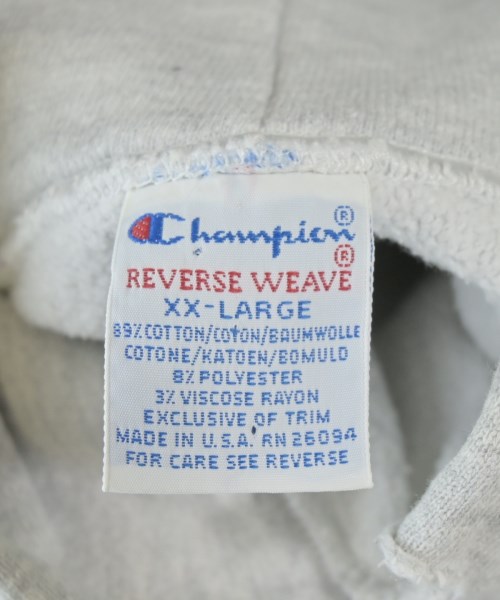 Champion®
®
REVERSE WEAVE
XX-LARGE
89% COTTON/COTON/BAUMWOLLE
COTONE/KATOEN/BOMULD
8% POLYESTER
3% VISCOSE RAYON
EXCLUSIVE OF TRIM
MADE IN U.S.A. RN 26094
FOR CARE SEE REVERSE